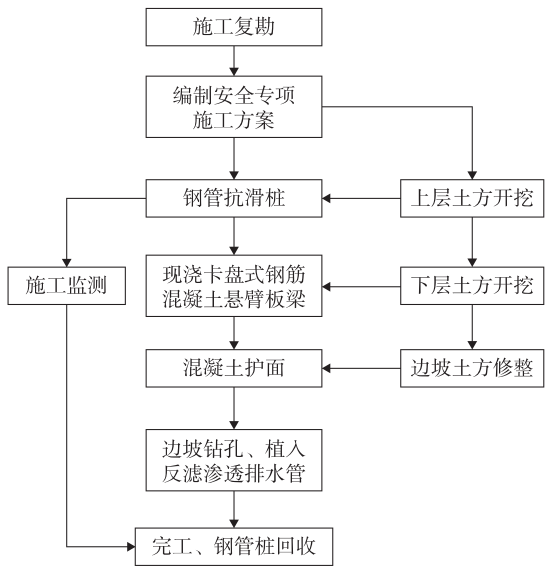 施工复勘
编制安全专项
施工方案
钢管抗滑桩
上层土方开挖
施工监测
现浇卡盘式钢筋
混凝土悬臂板梁
下层土方开挖
混凝土护面
边坡土方修整
边坡钻孔、植入
反滤渗透排水管
完工、钢管桩回收